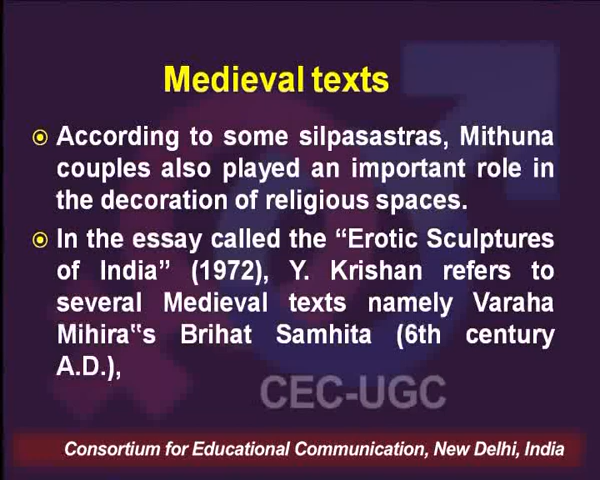 Medieval texts
According to some silpasastras, Mithuna
couples also played an important role in
the decoration of religious spaces.
In the essay called the “Erotic Sculptures
of India” (1972), Y. Krishan refers to
several Medieval texts namely Varaha
Mihira‟s Brihat Samhita (6th century
A.D.),
CEC-UGC
Consortium for Educational Communication, New Delhi, India